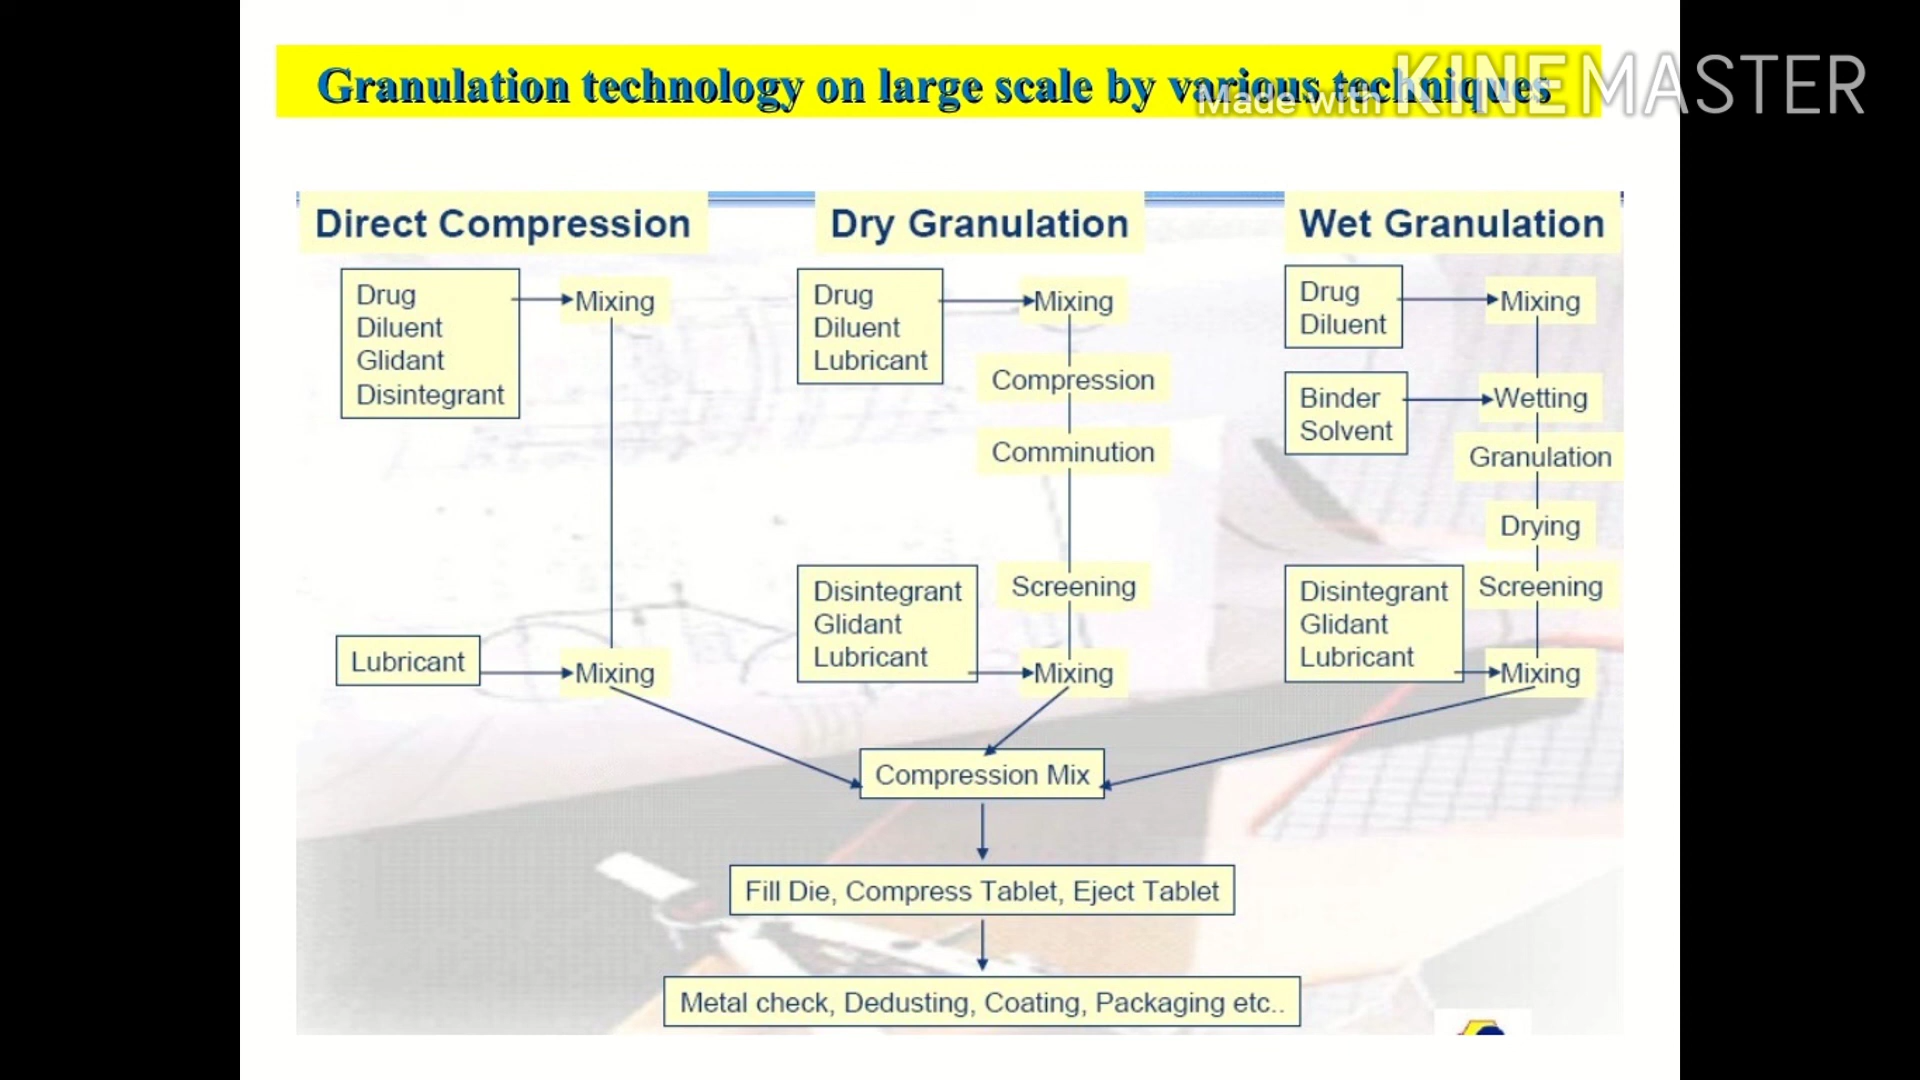 Granulation technology on large scale by various techniques
Made with KINEMASTER
Direct Compression
Dry Granulation
Wet Granulation
Drug
Diluent
Glidant
Disintegrant
Mixing
Lubricant
Mixing
Drug
Diluent
Lubricant
Mixing
Compression
Comminution
Screening
Disintegrant
Glidant
Lubricant
Mixing
Drug
Diluent
Mixing
Binder
Solvent
Wetting
Granulation
Drying
Screening
Disintegrant
Glidant
Lubricant
Mixing
Compression Mix
Fill Die, Compress Tablet, Eject Tablet
Metal check, Dedusting, Coating, Packaging etc..